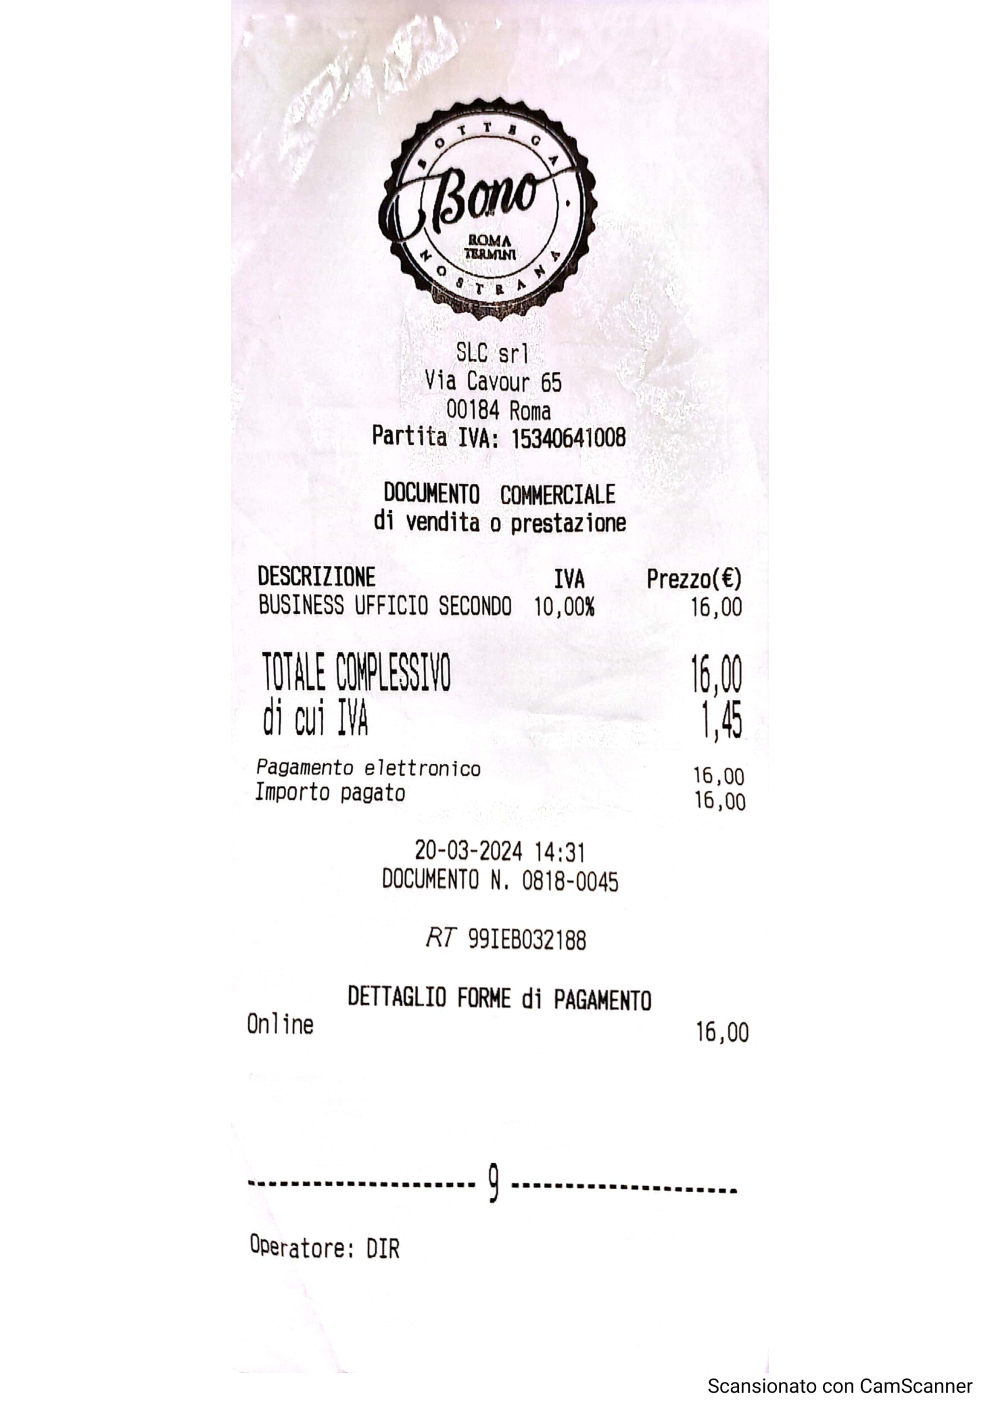 BOTTEGA
Bono
ROMA
TERMINI
NOSTRANA
SLC srl
Via Cavour 65
00184 Roma
Partita IVA: 15340641008
DOCUMENTO COMMERCIALE
di vendita o prestazione
DESCRIZIONE IVA Prezzo(€)
BUSINESS UFFICIO SECONDO 10,00% 16,00
TOTALE COMPLESSIVO 16,00
di cui IVA 1,45
Pagamento elettronico 16,00
Importo pagato 16,00
20-03-2024 14:31
DOCUMENTO N. 0818-0045
RT 99IEB032188
DETTAGLIO FORME di PAGAMENTO
Online 16,00
9
Operatore: DIR
Scansionato con CamScanner